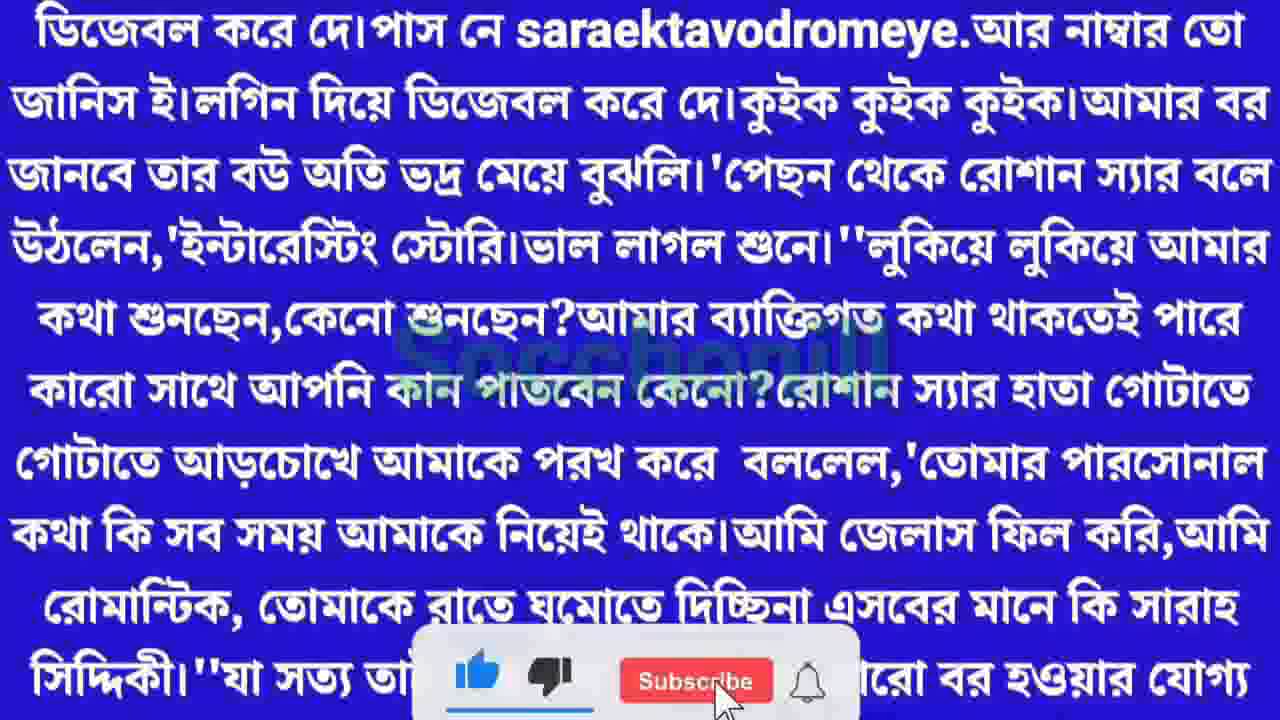 ডিজেবল করে দে।পাস নে saraektavodromeye.আর নাম্বার তো
জানিস ই।লগিন দিয়ে ডিজেবল করে দে।কুইক কুইক কুইক।আমার বর
জানবে তার বউ অতি ভদ্র মেয়ে বুঝলি।'পেছন থেকে রোশান স্যার বলে
উঠলেন,'ইন্টারেস্টিং স্টোরি।ভাল লাগল শুনে।''লুকিয়ে লুকিয়ে আমার
কথা শুনছেন,কেনো শুনছেন?আমার ব্যাক্তিগত কথা থাকতেই পারে
কারো সাথে আপনি কান পাতবেন কেনো?রোশান স্যার হাতা গোটাতে
গোটাতে আড়চোখে আমাকে পরখ করে বললেল,'তোমার পারসোনাল
কথা কি সব সময় আমাকে নিয়েই থাকে।আমি জেলাস ফিল করি,আমি
রোমান্টিক, তোমাকে রাতে ঘুমোতে দিচ্ছিনা এসবের মানে কি সারাহ
সিদ্দিকী।''যা সত্য বর হওয়ার যোগ্য
Subscribe